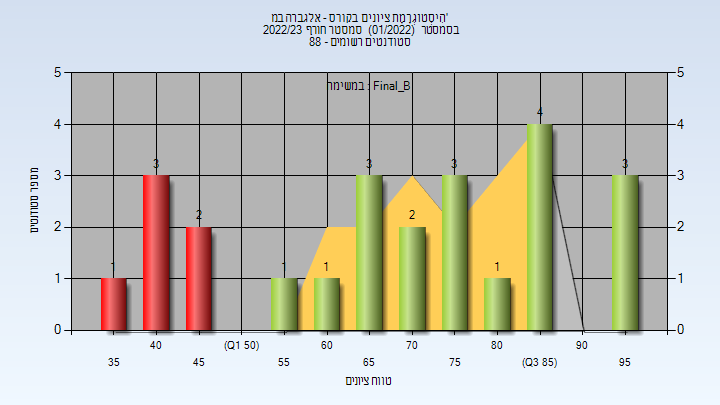 היסטוגרמת ציונים בקורס - אלגברה במ'
בסמסטר (01/2022) סמסטר חורף 2022/23
סטודנטים רשומים - 88
במשימה : Final_B
מספר סטודנטים
5 5
4 4
3 3
2 2
1 1
0 0
1 3 2 1 1 3 2 3 1 4 3
40 (Q1 50) 60 70 80 90
35 45 55 65 75 (Q3 85) 95
טווח ציונים